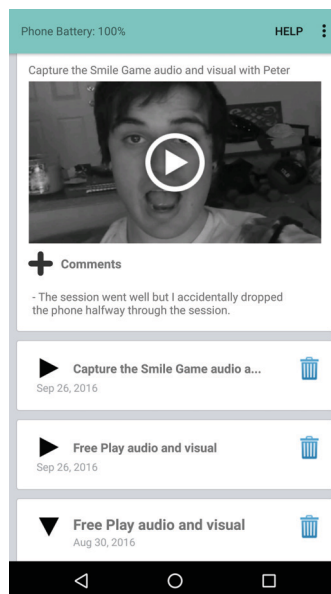 Phone Battery: 100% HELP
Capture the Smile Game audio and visual with Peter
Comments
- The session went well but I accidentally dropped
the phone halfway through the session.
Capture the Smile Game audio a...
Sep 26, 2016
Free Play audio and visual
Sep 26, 2016
Free Play audio and visual
Aug 30, 2016